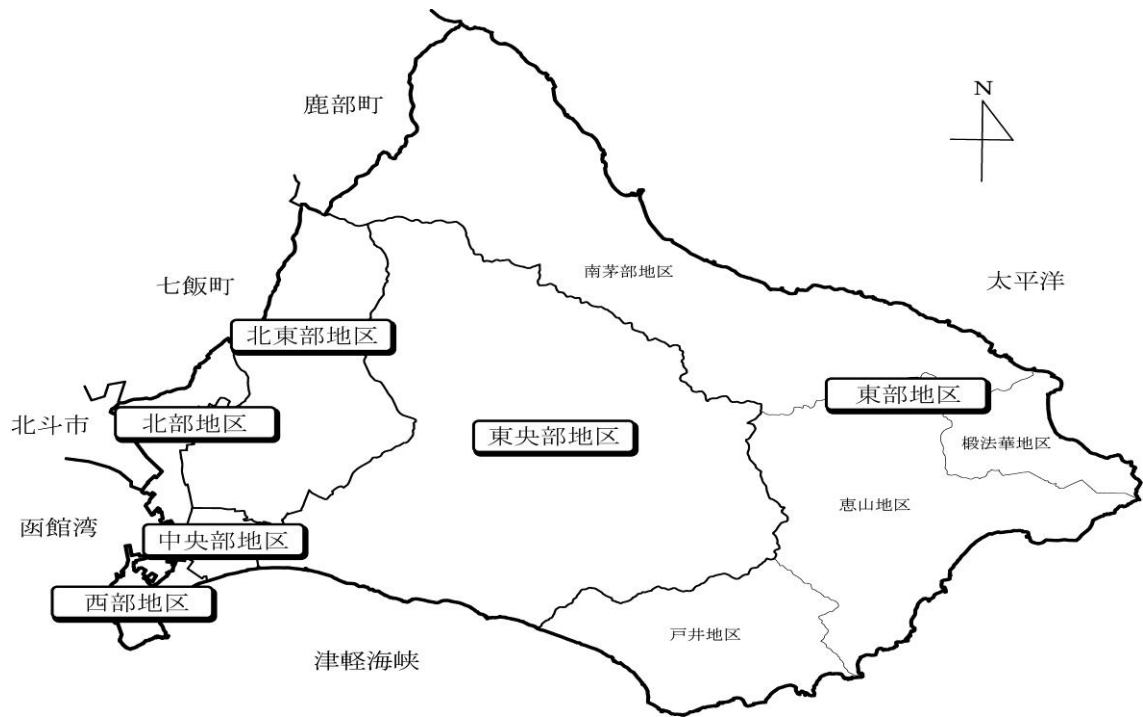 鹿部町
N
南茅部地区
太平洋
七飯町
北東部地区
東部地区
北斗市
北部地区
東央部地区
椴法華地区
恵山地区
函館湾
中央部地区
西部地区
戸井地区
津軽海峡